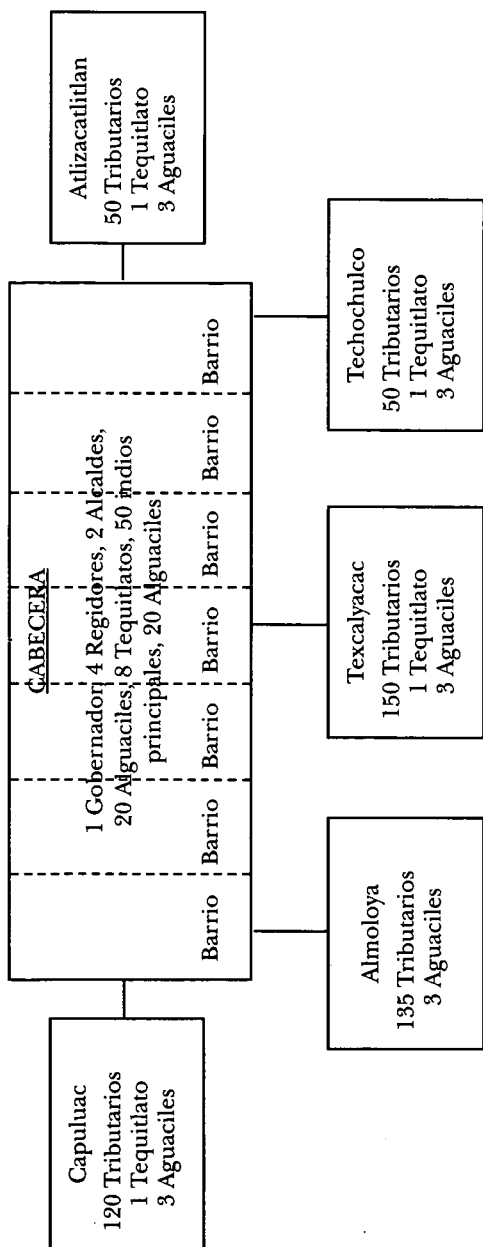 CABECERA
1 Gobernador, 4 Regidores, 2 Alcaldes,
20 Alguaciles, 8 Tequitlatos, 50 indios
principales, 20 Alguaciles
Barrio
Barrio
Barrio
Barrio
Barrio
Barrio
Barrio
Capuluac
120 Tributarios
1 Tequitlato
3 Aguaciles
Atlizacatlitlan
50 Tributarios
1 Tequitlato
3 Aguaciles
Almoloya
135 Tributarios
3 Aguaciles
Texcalyacac
150 Tributarios
1 Tequitlato
3 Aguaciles
Techochulco
50 Tributarios
1 Tequitlato
3 Aguaciles